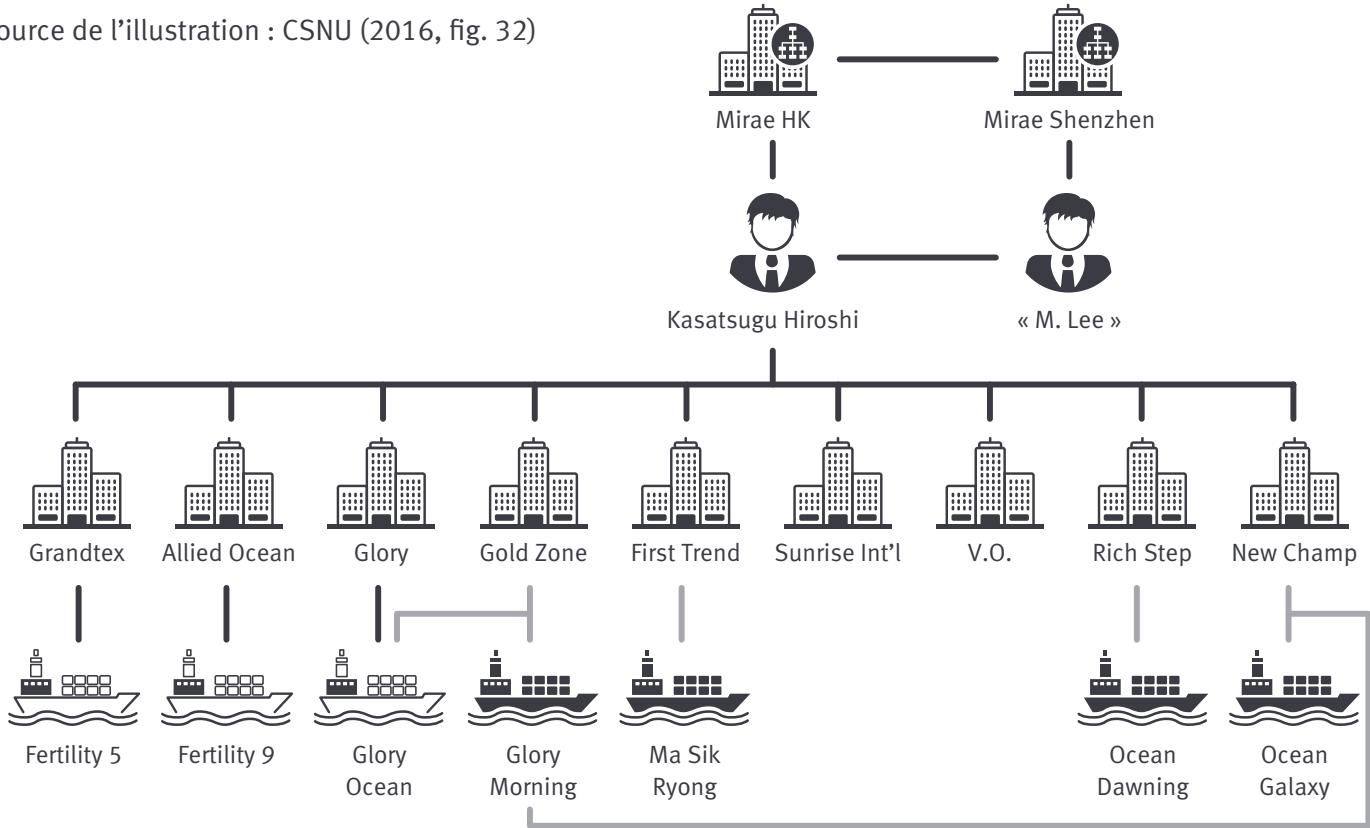 ource de l’illustration : CSNU (2016, fig. 32)
Mirae HK
Mirae Shenzhen
Kasatsugu Hiroshi
« M. Lee »
Grandtex
Allied Ocean
Glory
Gold Zone
First Trend
Sunrise Int’l
V.O.
Rich Step
New Champ
Fertility 5
Fertility 9
Glory
Ocean
Glory
Morning
Ma Sik
Ryong
Ocean
Dawning
Ocean
Galaxy